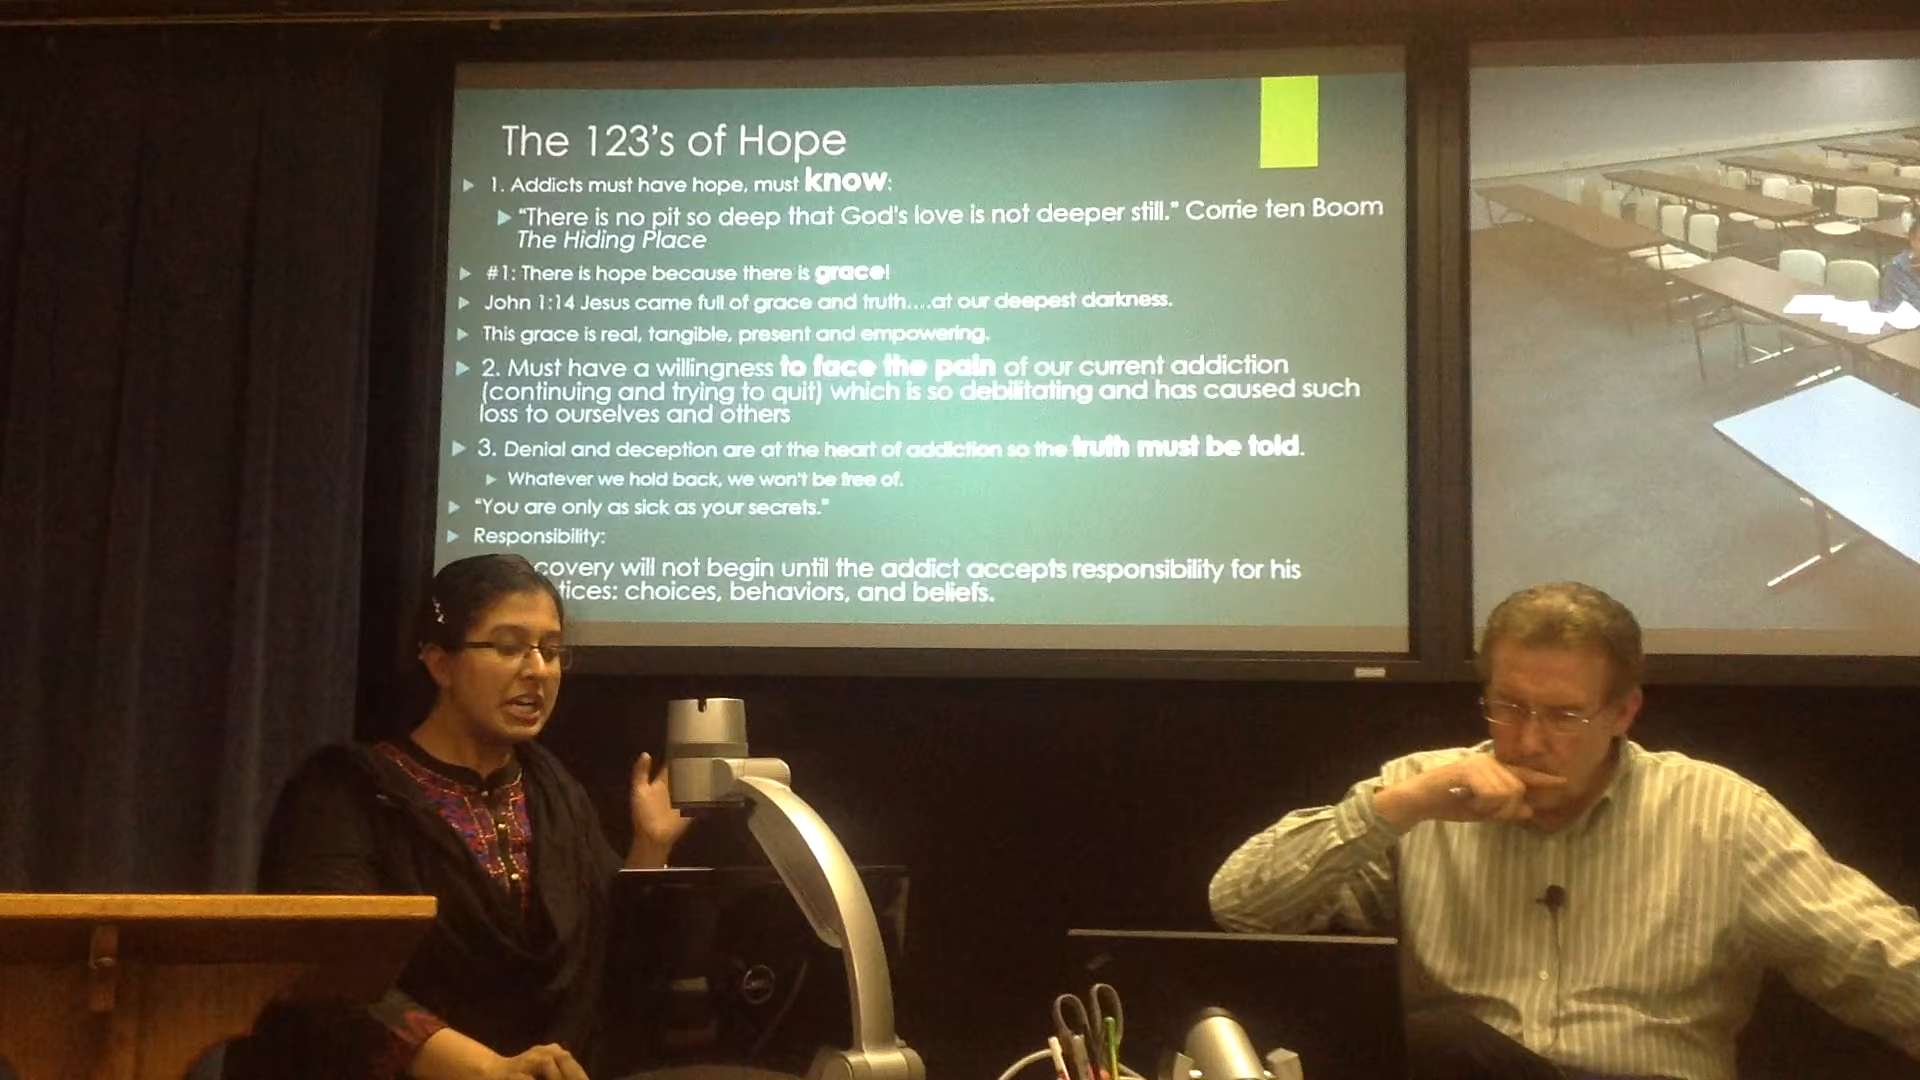 The 123's of Hope
1. Addicts must have hope, must know:
"There is no pit so deep that God's love is not deeper still." Corrie ten Boom
The Hiding Place
#1: There is hope because there is grace!
John 1:14 Jesus came full of grace and truth....at our deepest darkness.
This grace is real, tangible, present and empowering.
2. Must have a willingness to face the pain of our current addiction
(continuing and trying to quit) which is so debilitating and has caused such
loss to ourselves and others
3. Denial and deception are at the heart of addiction so the truth must be told.
Whatever we hold back, we won't be free of.
"You are only as sick as your secrets."
Responsibility:
covery will not begin until the addict accepts responsibility for his
tices: choices, behaviors, and beliefs.
DELL